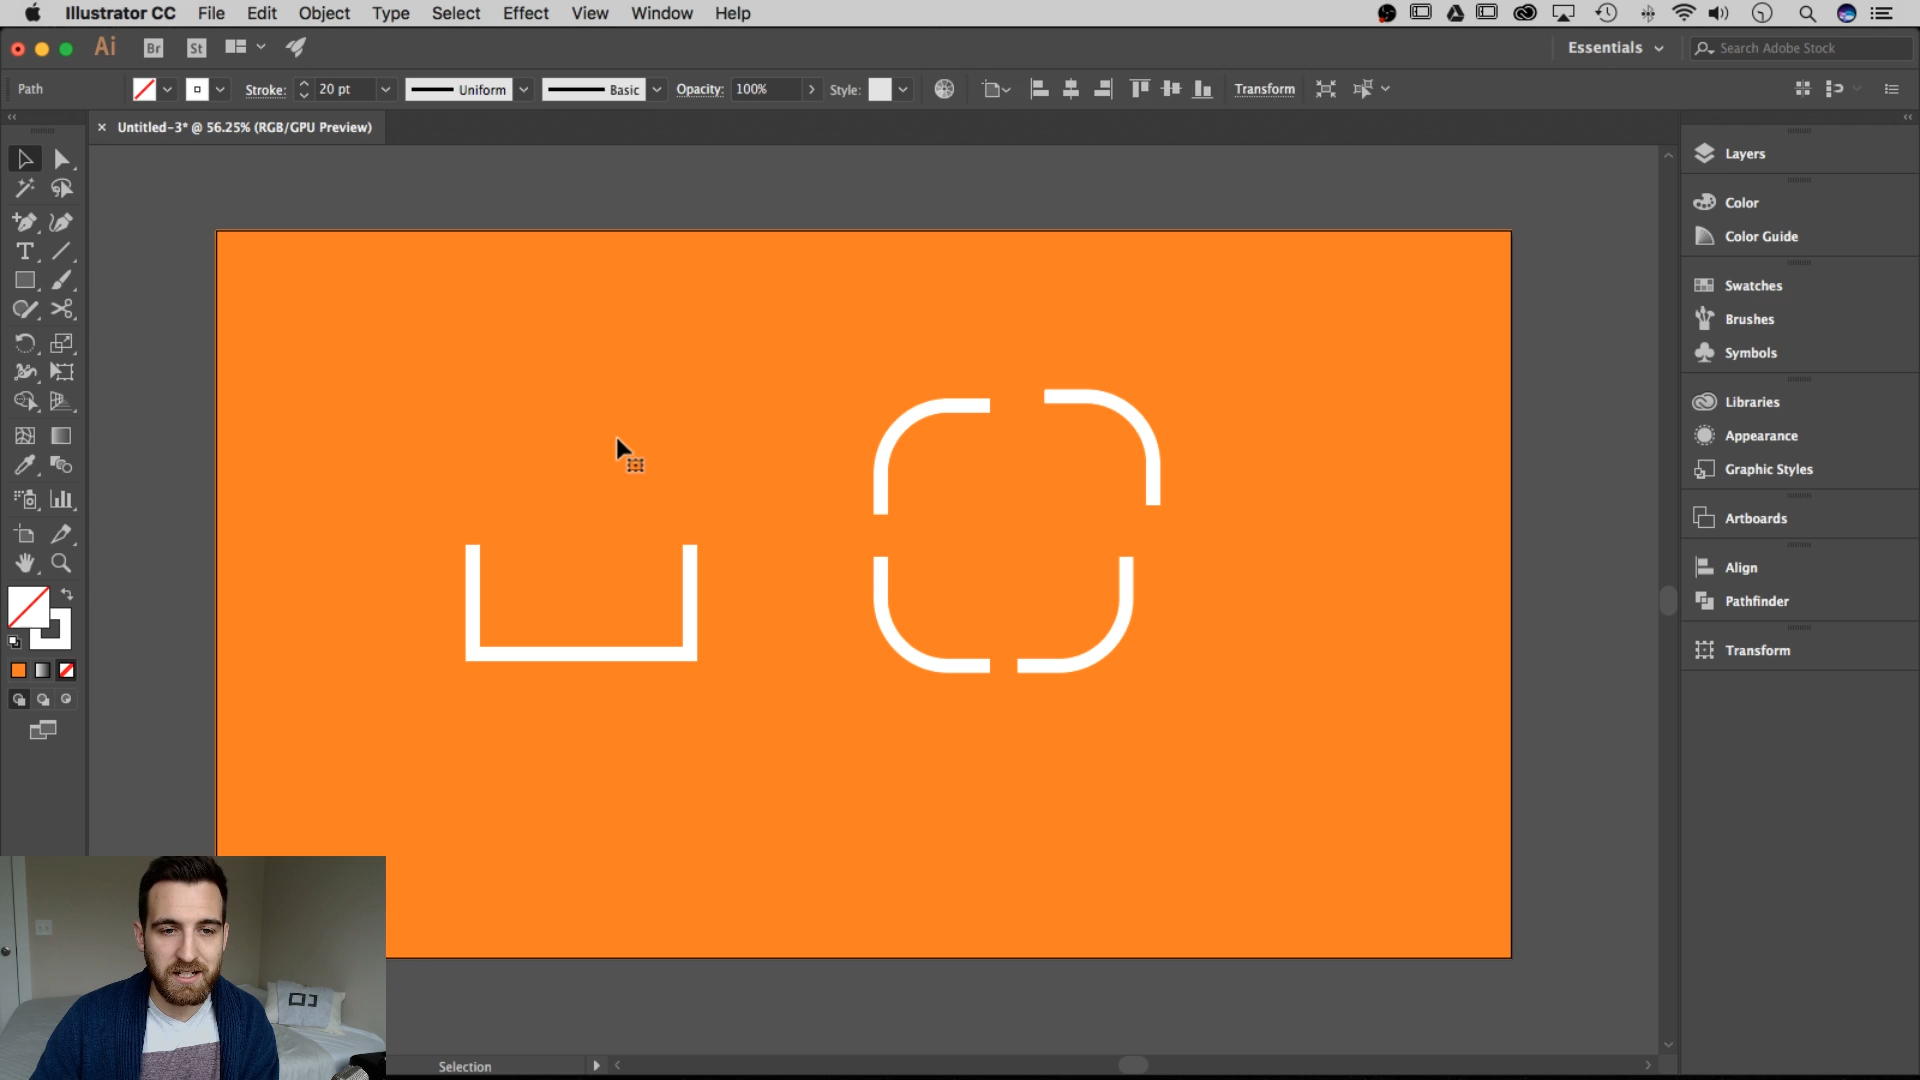 Illustrator CC File Edit Object Type Select Effect View Window Help
Ai Br St Essentials Search Adobe Stock
Path Stroke: 20 pt Uniform Basic Opacity: 100% Style: Transform
× Untitled-3* @ 56.25% (RGB/GPU Preview)
Layers
Color
Color Guide
Swatches
Brushes
Symbols
Libraries
Appearance
Graphic Styles
Artboards
Align
Pathfinder
Transform
Selection